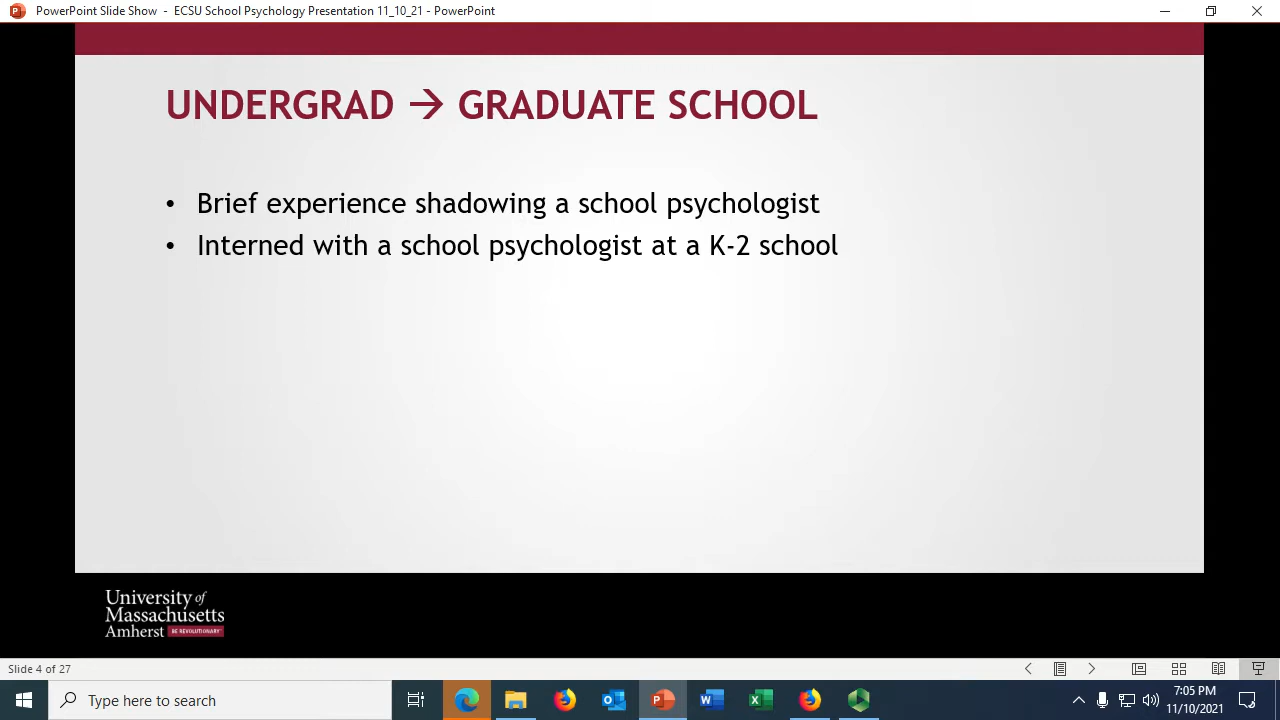 PowerPoint Slide Show - ECSU School Psychology Presentation 11_10_21 - PowerPoint
UNDERGRAD → GRADUATE SCHOOL
• Brief experience shadowing a school psychologist
• Interned with a school psychologist at a K-2 school
University of
Massachusetts
Amherst BE REVOLUTIONARY
Slide 4 of 27
Type here to search
7:05 PM
11/10/2021